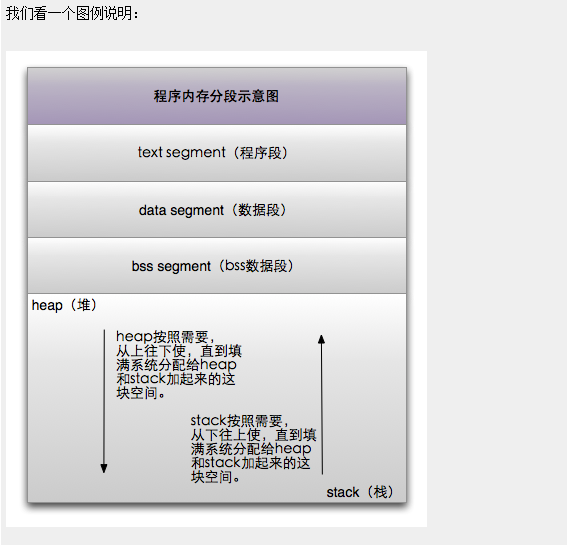 我们看一个图例说明：
程序内存分段示意图
text segment（程序段）
data segment（数据段）
bss segment（bss数据段）
heap（堆）
heap按照需要，
从上往下使，直到填
满系统分配给heap
和stack加起来的这
块空间。
stack按照需要，
从下往上使，直到填
满系统分配给heap
和stack加起来的这
块空间。
stack（栈）